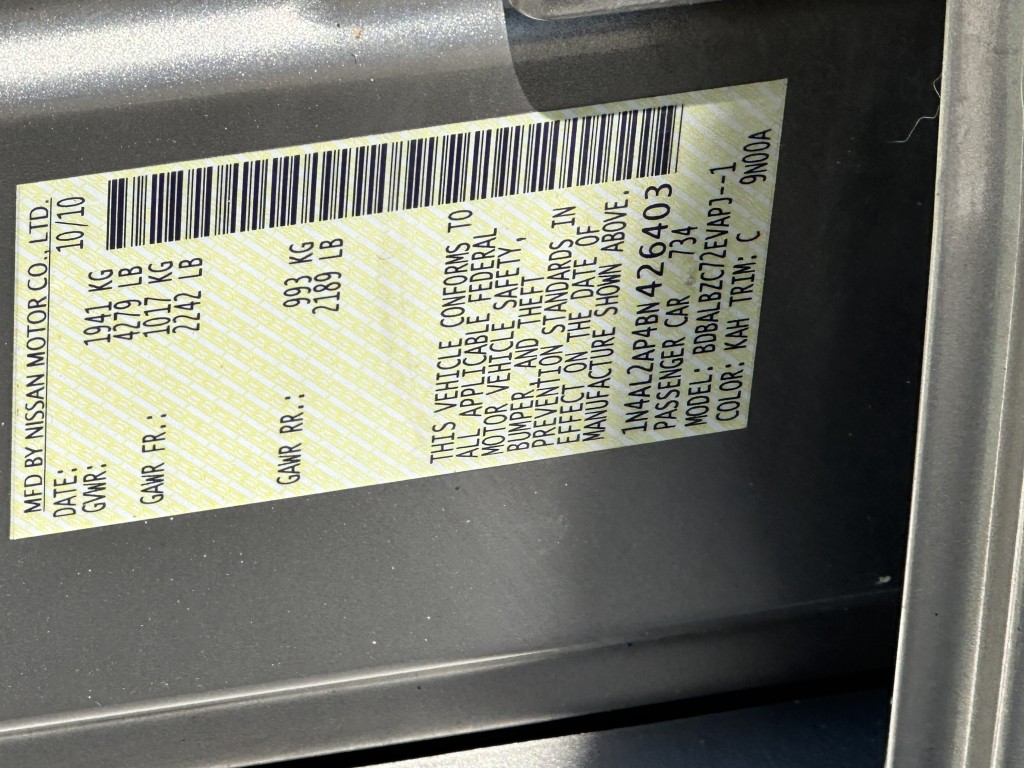 MFD BY NISSAN MOTOR CO., LTD.
DATE: 10/10
GVWR: 1941 KG
4279 LB
GAWR FR.: 1017 KG
2242 LB
GAWR RR.: 993 KG
2189 LB
THIS VEHICLE CONFORMS TO
ALL APPLICABLE FEDERAL
MOTOR VEHICLE SAFETY,
BUMPER AND THEFT
PREVENTION STANDARDS IN
EFFECT ON THE DATE OF
MANUFACTURE SHOWN ABOVE.
1N4AL2AP4BN426403
PASSENGER CAR 734
MODEL: BDBALBZC72EVAPJ--1
COLOR: KAH TRIM: C 9N00A